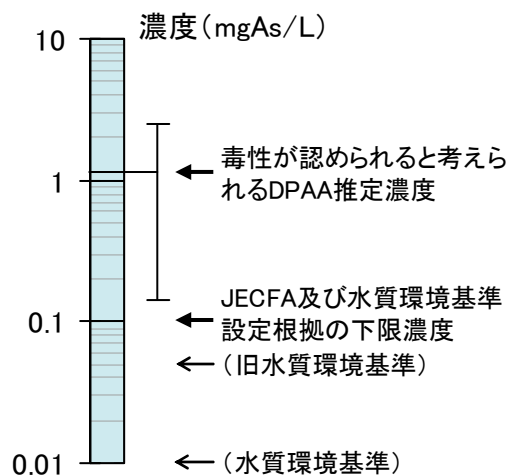 濃度(mgAs/L)
10
毒性が認められると考えら
れるDPAA推定濃度
1
JECFA及び水質環境基準
設定根拠の下限濃度
0.1
(旧水質環境基準)
0.01
(水質環境基準)